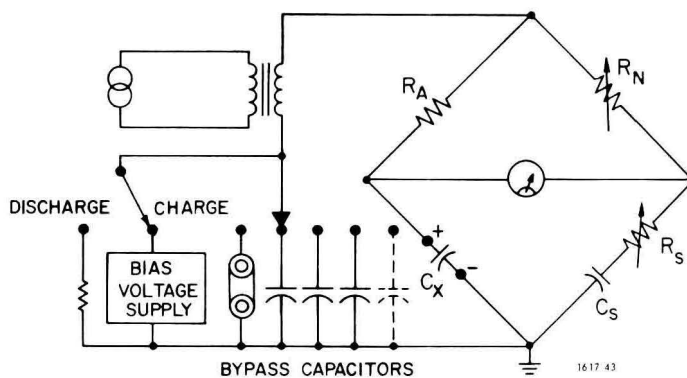 R_A
R_N
DISCHARGE
CHARGE
BIAS
VOLTAGE
SUPPLY
+
C_X
-
R_S
C_S
BYPASS CAPACITORS
1617 43